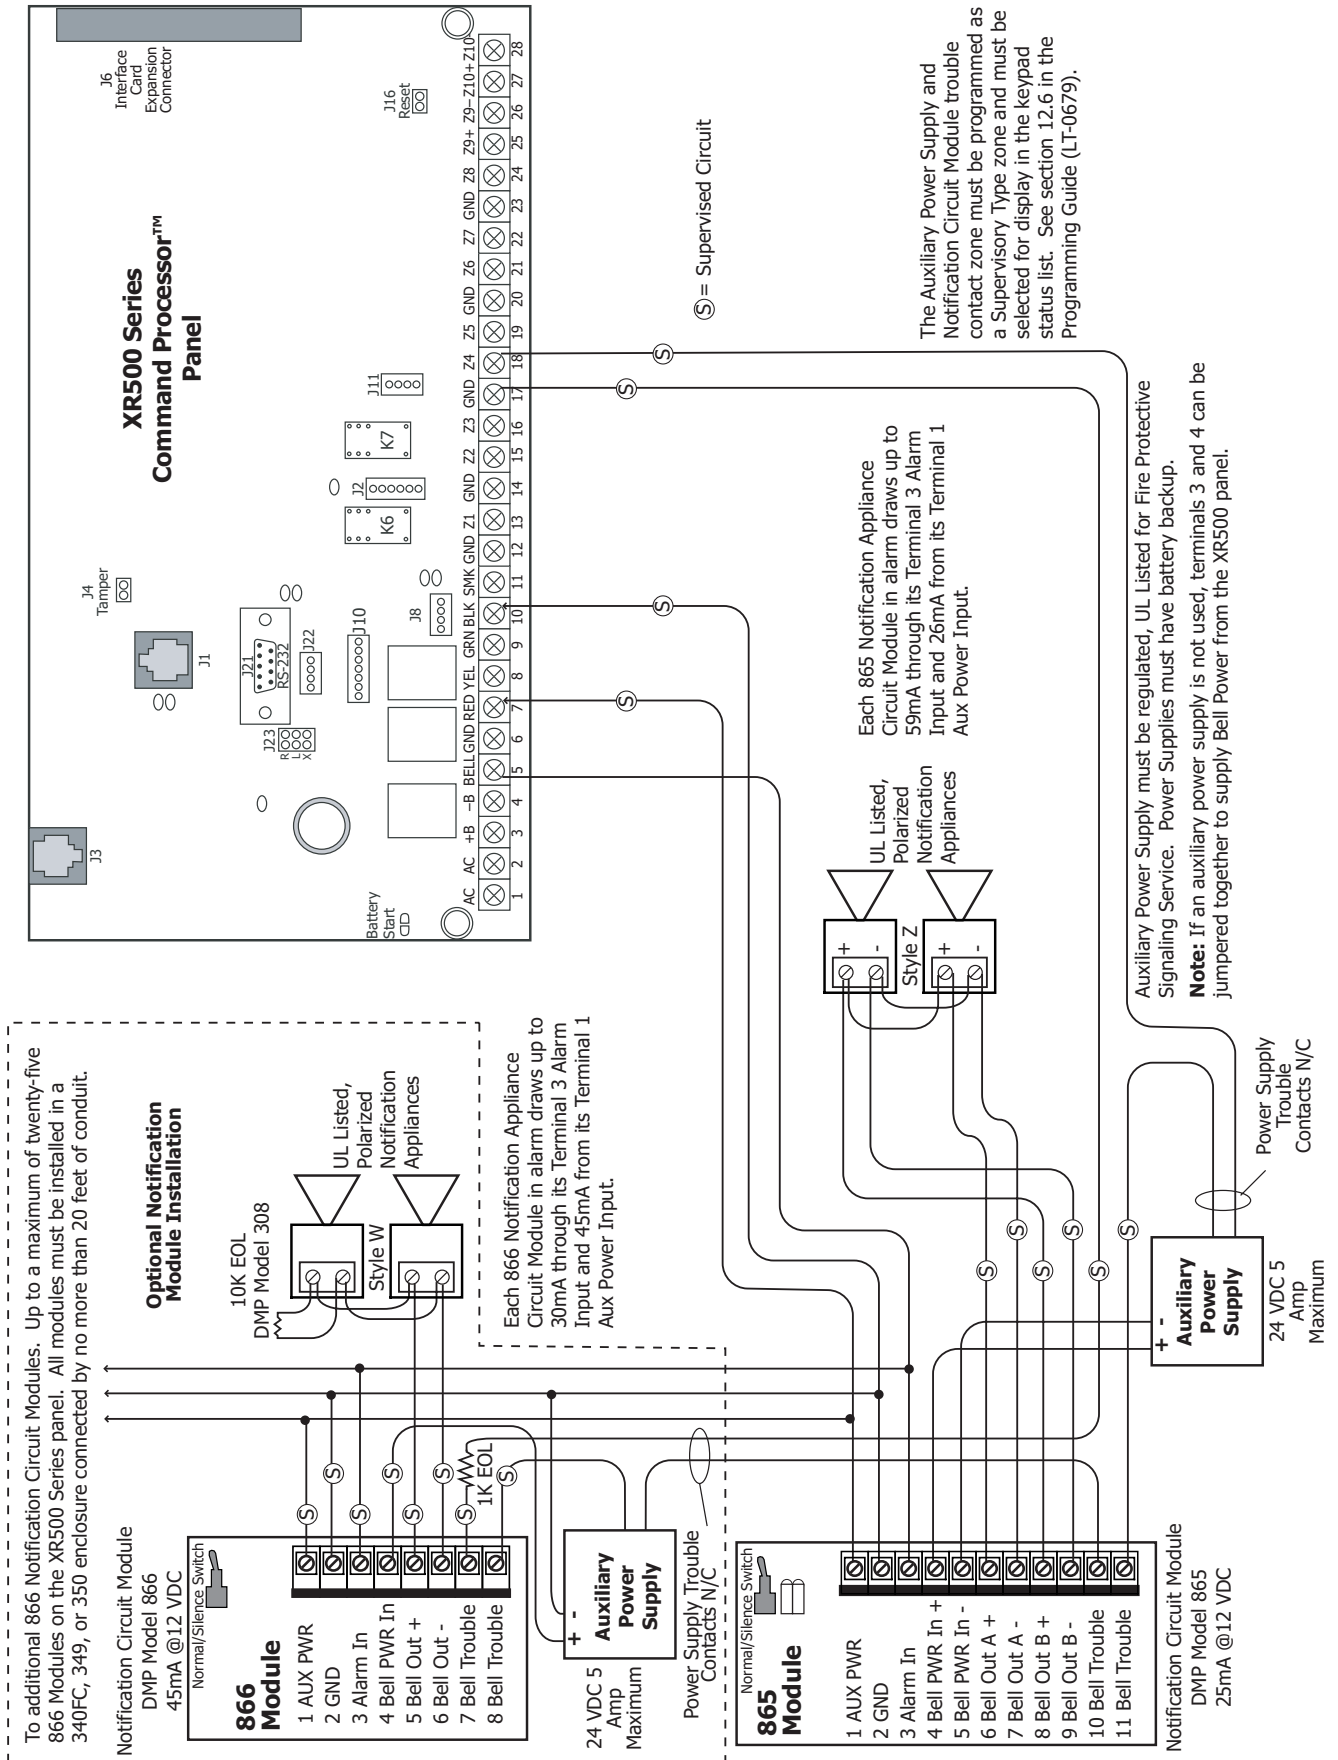 To additional 866 Notification Circuit Modules.  Up to a maximum of twenty-five
866 Modules on the XR500 Series panel.  All modules must be installed in a
340FC, 349, or 350 enclosure connected by no more than 20 feet of conduit.
Optional Notification
Module Installation
Notification Circuit Module
DMP Model 866
45mA @12 VDC
Normal/Silence Switch
866
Module
1 AUX PWR
2 GND
3 Alarm In
4 Bell PWR In
5 Bell Out +
6 Bell Out -
7 Bell Trouble
8 Bell Trouble
S
S
S
S
S
S
S
S
1K EOL
10K EOL
DMP Model 308
Style W
UL Listed,
Polarized
Notification
Appliances
Each 866 Notification Appliance
Circuit Module in alarm draws up to
30mA through its Terminal 3 Alarm
Input and 45mA from its Terminal 1
Aux Power Input.
+ -
Auxiliary
Power
Supply
24 VDC 5
Amp
Maximum
Power Supply Trouble
Contacts N/C
J3
J1
J4
Tamper
J6
Interface
Card
Expansion
Connector
XR500 Series
Command Processor™
Panel
J23
R
L
X
J21
RS-232
J22
J10
J8
K6
J2
K7
J11
J16
Reset
Battery
Start
AC AC +B –B BELL GND RED YEL GRN BLK SMK GND Z1 GND Z2 Z3 GND Z4 Z5 GND Z6 Z7 GND Z8 Z9+ Z9– Z10+ Z10-
1 2 3 4 5 6 7 8 9 10 11 12 13 14 15 16 17 18 19 20 21 22 23 24 25 26 27 28
S
S
S
S
S = Supervised Circuit
Each 865 Notification Appliance
Circuit Module in alarm draws up to
59mA through its Terminal 3 Alarm
Input and 26mA from its Terminal 1
Aux Power Input.
The Auxiliary Power Supply and
Notification Circuit Module trouble
contact zone must be programmed as
a Supervisory Type zone and must be
selected for display in the keypad
status list.  See section 12.6 in the
Programming Guide (LT-0679).
+
-
Style Z
+
-
UL Listed,
Polarized
Notification
Appliances
Normal/Silence Switch
865
Module
1 AUX PWR
2 GND
3 Alarm In
4 Bell PWR In +
5 Bell PWR In -
6 Bell Out A +
7 Bell Out A -
8 Bell Out B +
9 Bell Out B -
10 Bell Trouble
11 Bell Trouble
Notification Circuit Module
DMP Model 865
25mA @12 VDC
S
S
S
S
S
S
+ -
Auxiliary
Power
Supply
24 VDC 5
Amp
Maximum
Power Supply
Trouble
Contacts N/C
Auxiliary Power Supply must be regulated, UL Listed for Fire Protective
Signaling Service.  Power Supplies must have battery backup.
Note: If an auxiliary power supply is not used, terminals 3 and 4 can be
jumpered together to supply Bell Power from the XR500 panel.